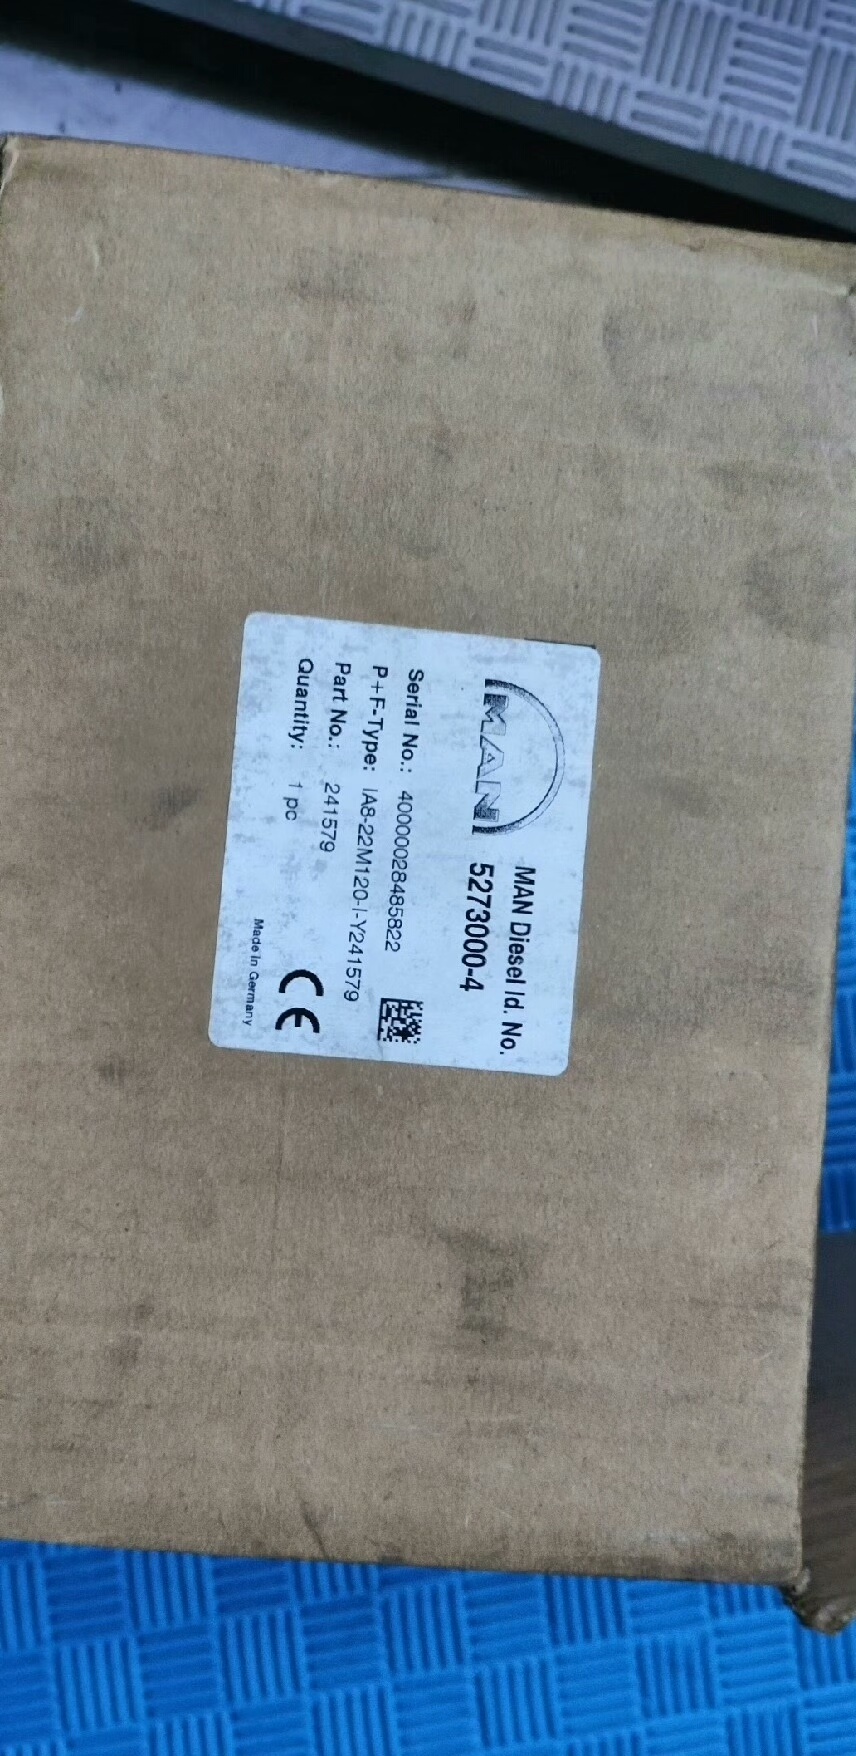 MAN
MAN Diesel Id. No.
5273000-4
Serial No.: 40000028485822
P+F-Type: IA8-22M120-I-Y241579
Part No.: 241579
Quantity: 1 pc
CE
Made in Germany